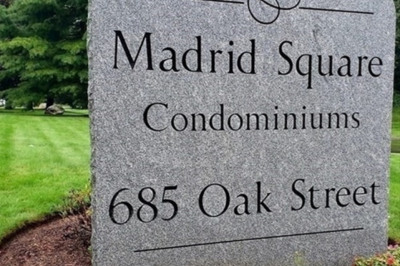 Madrid Square
Condominiums
685 Oak Street